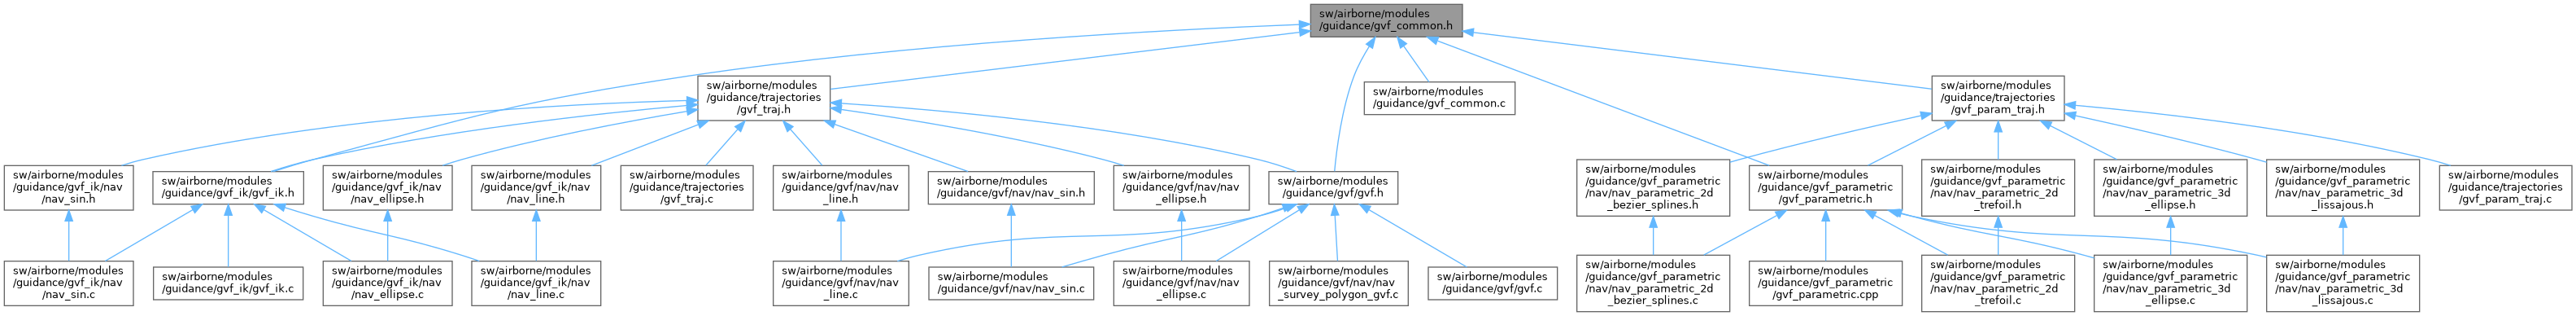 sw/airborne/modules
/guidance/gvf_common.h
sw/airborne/modules
/guidance/trajectories
/gvf_traj.h
sw/airborne/modules
/guidance/gvf_common.c
sw/airborne/modules
/guidance/trajectories
/gvf_param_traj.h
sw/airborne/modules
/guidance/gvf_ik/nav
/nav_sin.h
sw/airborne/modules
/guidance/gvf_ik/gvf_ik.h
sw/airborne/modules
/guidance/gvf_ik/nav
/nav_ellipse.h
sw/airborne/modules
/guidance/gvf_ik/nav
/nav_line.h
sw/airborne/modules
/guidance/trajectories
/gvf_traj.c
sw/airborne/modules
/guidance/gvf/nav/nav
_line.h
sw/airborne/modules
/guidance/gvf/nav/nav_sin.h
sw/airborne/modules
/guidance/gvf/nav/nav
_ellipse.h
sw/airborne/modules
/guidance/gvf/gvf.h
sw/airborne/modules
/guidance/gvf_parametric
/nav/nav_parametric_2d
_bezier_splines.h
sw/airborne/modules
/guidance/gvf_parametric
/gvf_parametric.h
sw/airborne/modules
/guidance/gvf_parametric
/nav/nav_parametric_2d
_trefoil.h
sw/airborne/modules
/guidance/gvf_parametric
/nav/nav_parametric_3d
_ellipse.h
sw/airborne/modules
/guidance/gvf_parametric
/nav/nav_parametric_3d
_lissajous.h
sw/airborne/modules
/guidance/trajectories
/gvf_param_traj.c
sw/airborne/modules
/guidance/gvf_ik/nav
/nav_sin.c
sw/airborne/modules
/guidance/gvf_ik/gvf_ik.c
sw/airborne/modules
/guidance/gvf_ik/nav
/nav_ellipse.c
sw/airborne/modules
/guidance/gvf_ik/nav
/nav_line.c
sw/airborne/modules
/guidance/gvf/nav/nav
_line.c
sw/airborne/modules
/guidance/gvf/nav/nav_sin.c
sw/airborne/modules
/guidance/gvf/nav/nav
_ellipse.c
sw/airborne/modules
/guidance/gvf/nav/nav
_survey_polygon_gvf.c
sw/airborne/modules
/guidance/gvf/gvf.c
sw/airborne/modules
/guidance/gvf_parametric
/nav/nav_parametric_2d
_bezier_splines.c
sw/airborne/modules
/guidance/gvf_parametric
/gvf_parametric.cpp
sw/airborne/modules
/guidance/gvf_parametric
/nav/nav_parametric_2d
_trefoil.c
sw/airborne/modules
/guidance/gvf_parametric
/nav/nav_parametric_3d
_ellipse.c
sw/airborne/modules
/guidance/gvf_parametric
/nav/nav_parametric_3d
_lissajous.c